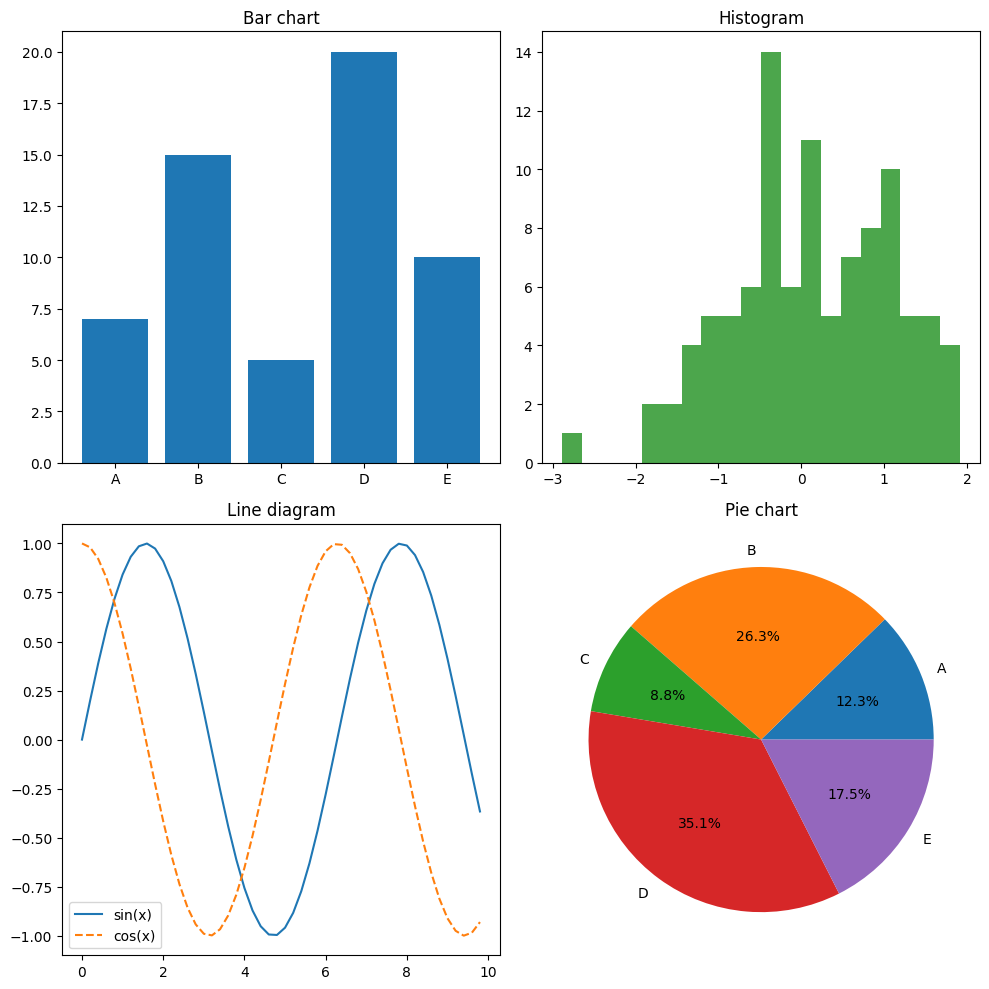 Bar chart
20.0
17.5
15.0
12.5
10.0
7.5
5.0
2.5
0.0
A B C D E
Histogram
14
12
10
8
6
4
2
0
−3 −2 −1 0 1 2
Line diagram
1.00
0.75
0.50
0.25
0.00
−0.25
−0.50
−0.75
−1.00
sin(x)
cos(x)
0 2 4 6 8 10
Pie chart
B
26.3%
C
A
8.8%
12.3%
17.5%
35.1%
E
D